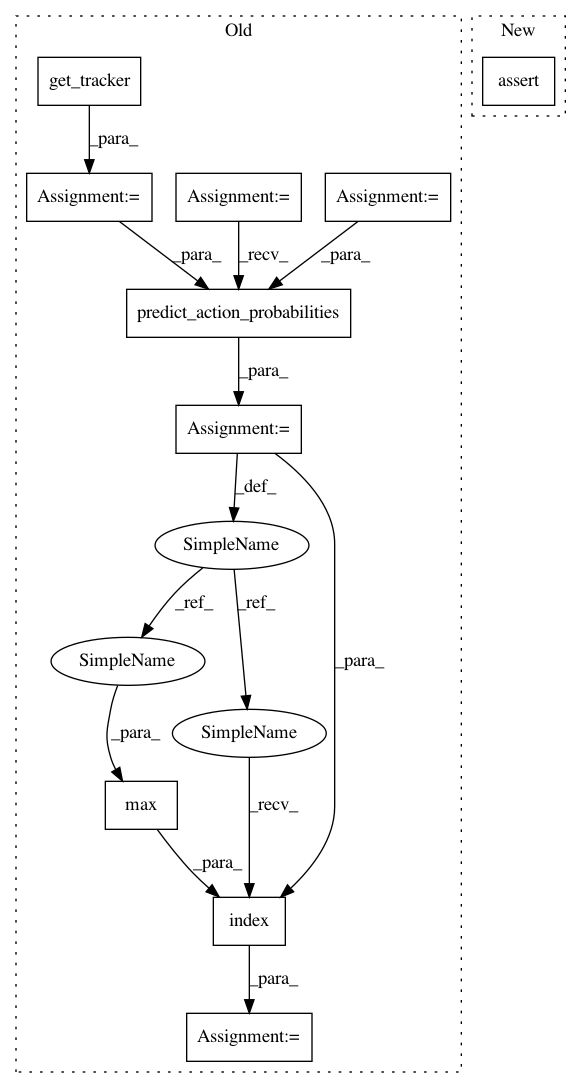 Old
New
get_tracker
assert
_para_
Assignment:=
Assignment:=
Assignment:=
_para_
_recv_
_para_
predict_action_probabilities
_para_
Assignment:=
_def_
SimpleName
_ref_
_ref_
SimpleName
_para_
SimpleName
_para_
_recv_
max
_para_
index
_para_
Assignment:=